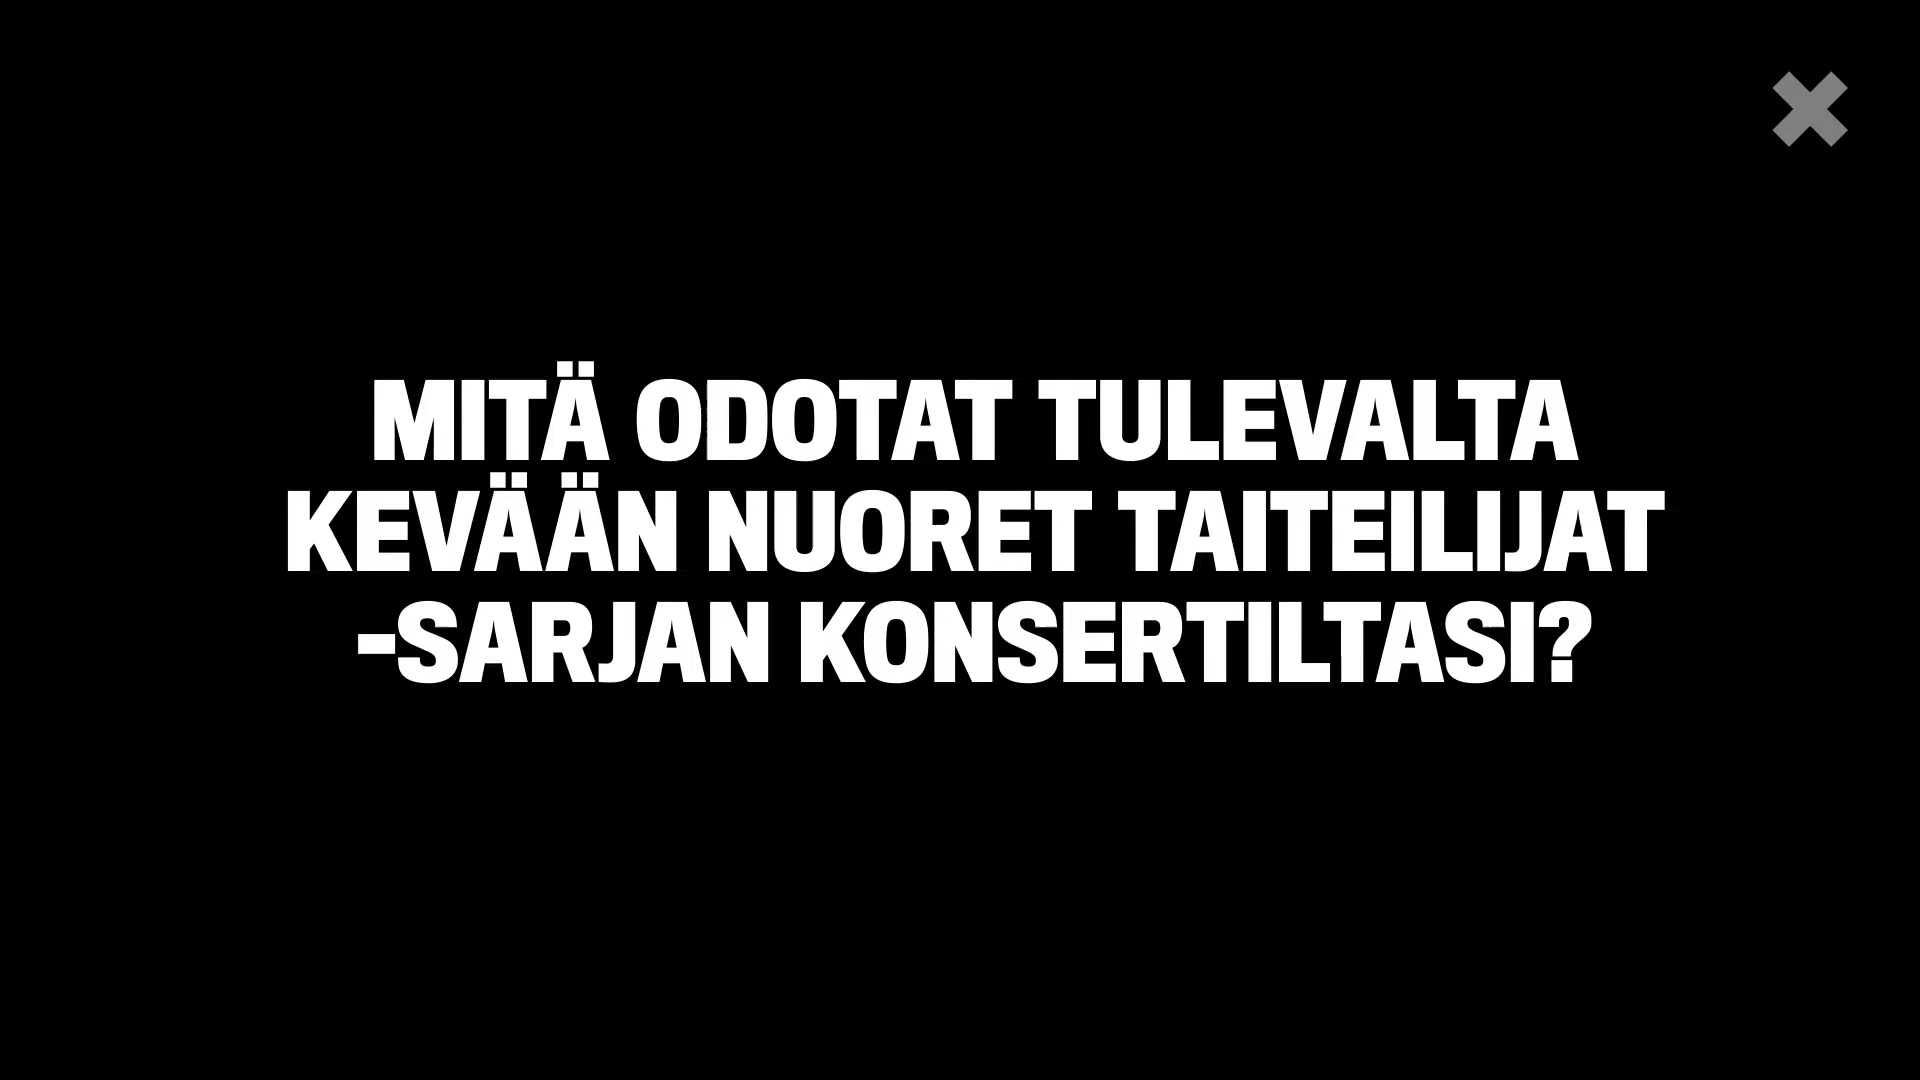 MITÄ ODOTAT TULEVALTA
KEVÄÄN NUORET TAITEILIJAT
-SARJAN KONSERTILTASI?